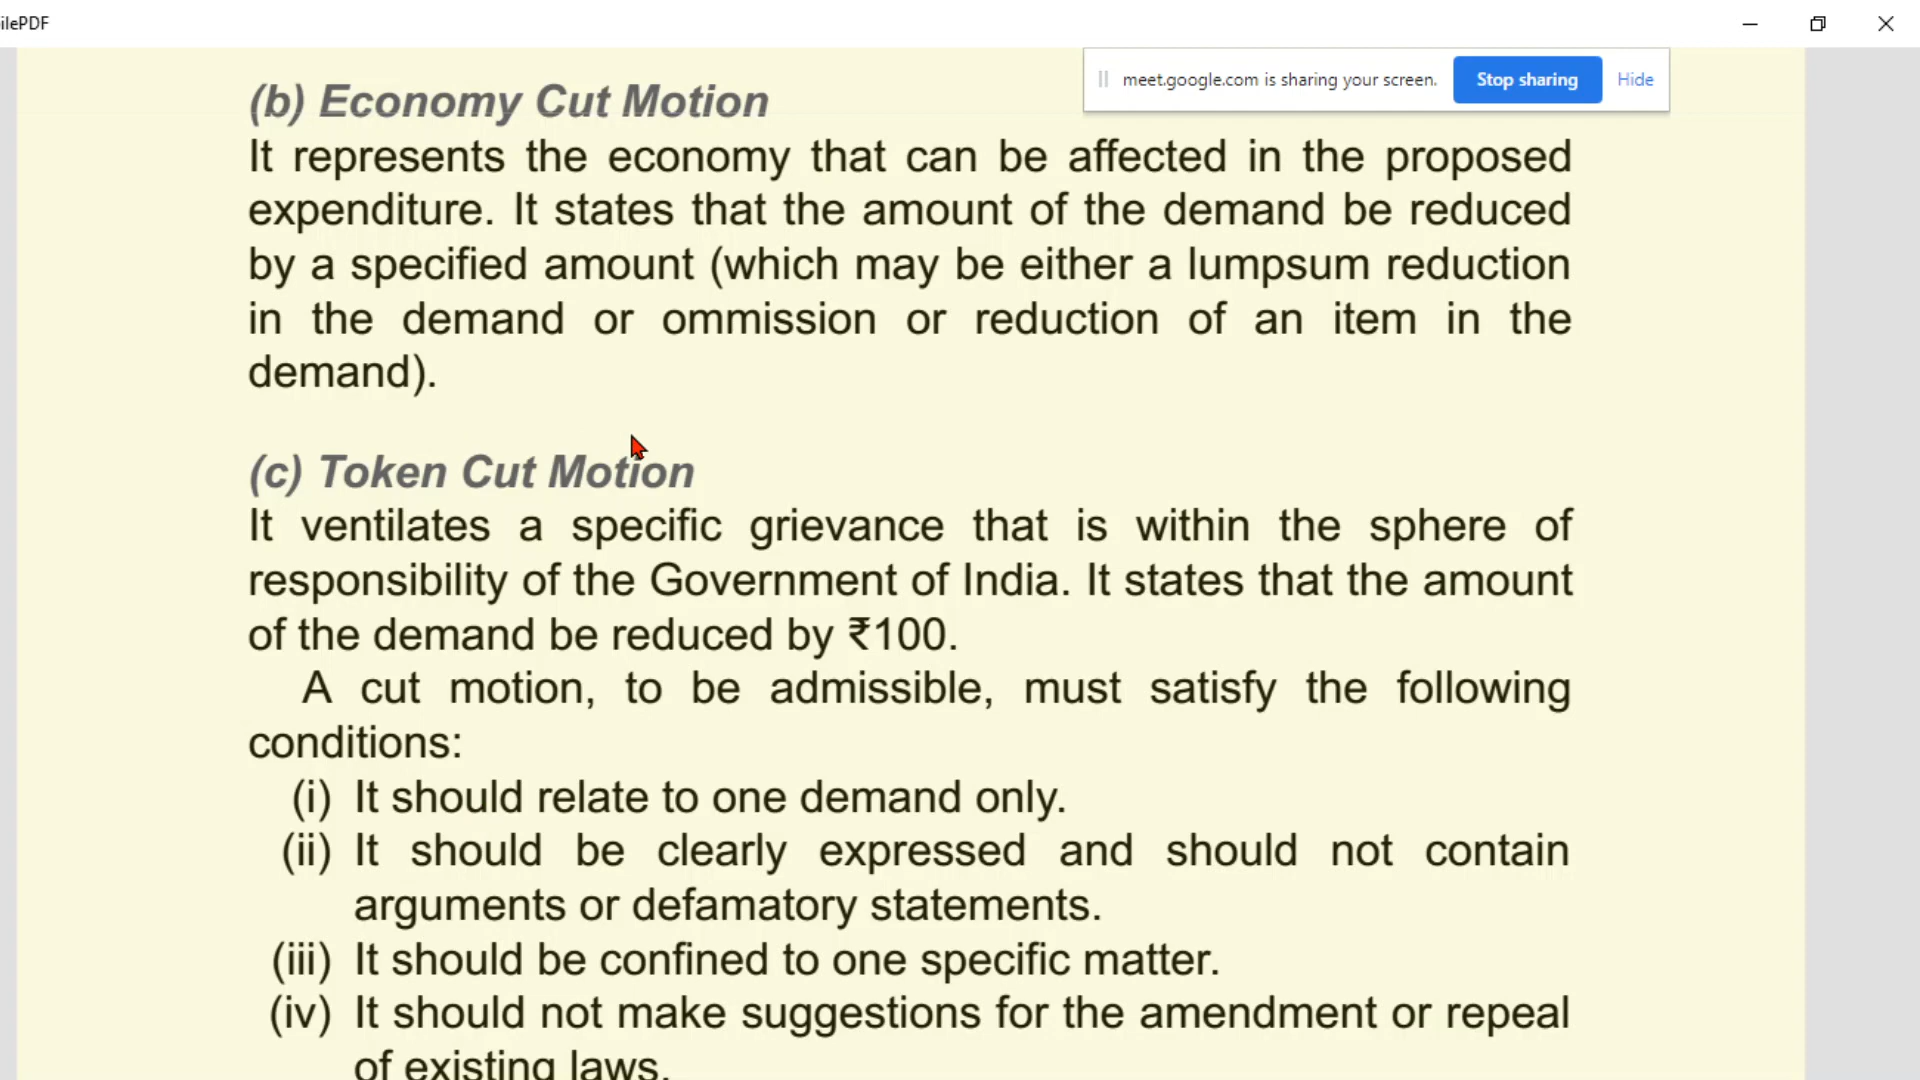 ilePDF
meet.google.com is sharing your screen. Stop sharing Hide
(b) Economy Cut Motion
It represents the economy that can be affected in the proposed
expenditure. It states that the amount of the demand be reduced
by a specified amount (which may be either a lumpsum reduction
in the demand or ommission or reduction of an item in the
demand).
(c) Token Cut Motion
It ventilates a specific grievance that is within the sphere of
responsibility of the Government of India. It states that the amount
of the demand be reduced by ₹100.
A cut motion, to be admissible, must satisfy the following
conditions:
(i) It should relate to one demand only.
(ii) It should be clearly expressed and should not contain
arguments or defamatory statements.
(iii) It should be confined to one specific matter.
(iv) It should not make suggestions for the amendment or repeal
of existing laws.